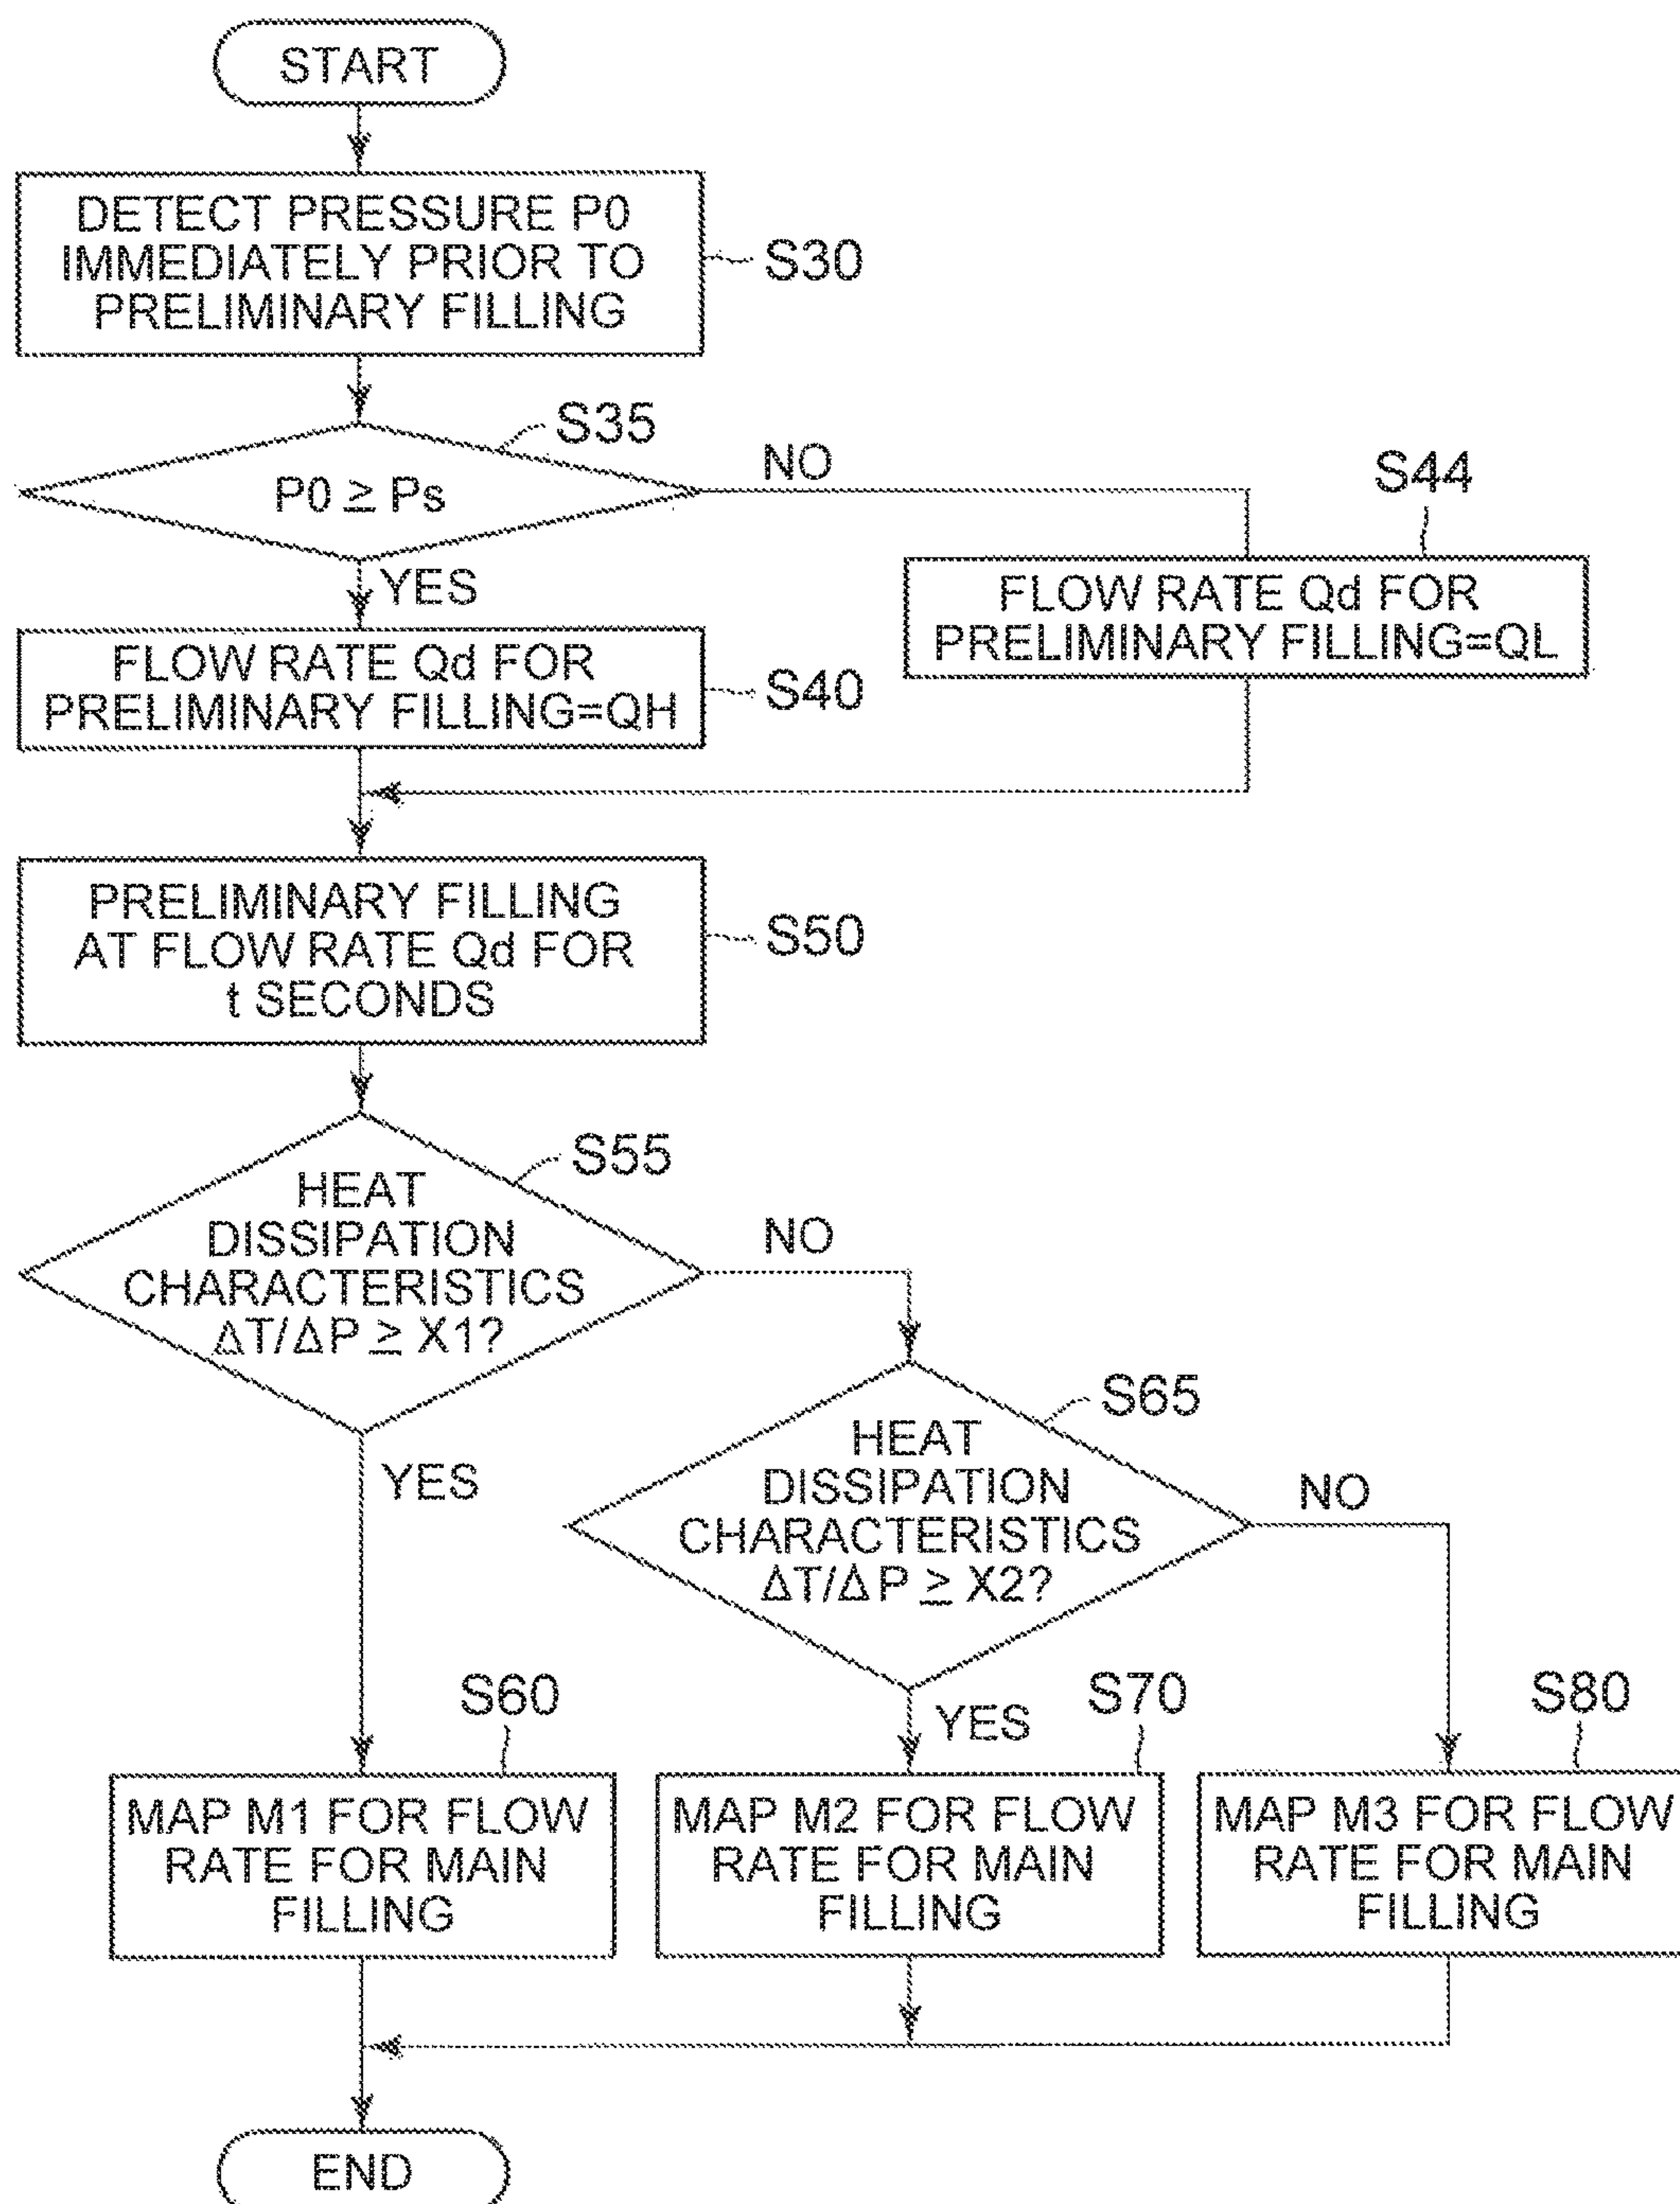 START
DETECT PRESSURE P0
IMMEDIATELY PRIOR TO
PRELIMINARY FILLING
S30
S35
P0 ≥ Ps
NO
YES
S44
FLOW RATE Qd FOR
PRELIMINARY FILLING=QL
FLOW RATE Qd FOR
PRELIMINARY FILLING=QH
S40
PRELIMINARY FILLING
AT FLOW RATE Qd FOR
t SECONDS
S50
S55
HEAT
DISSIPATION
CHARACTERISTICS
ΔT/ΔP ≥ X1?
NO
YES
S65
HEAT
DISSIPATION
CHARACTERISTICS
ΔT/ΔP ≥ X2?
NO
YES
S60
MAP M1 FOR FLOW
RATE FOR MAIN
FILLING
S70
MAP M2 FOR FLOW
RATE FOR MAIN
FILLING
S80
MAP M3 FOR FLOW
RATE FOR MAIN
FILLING
END